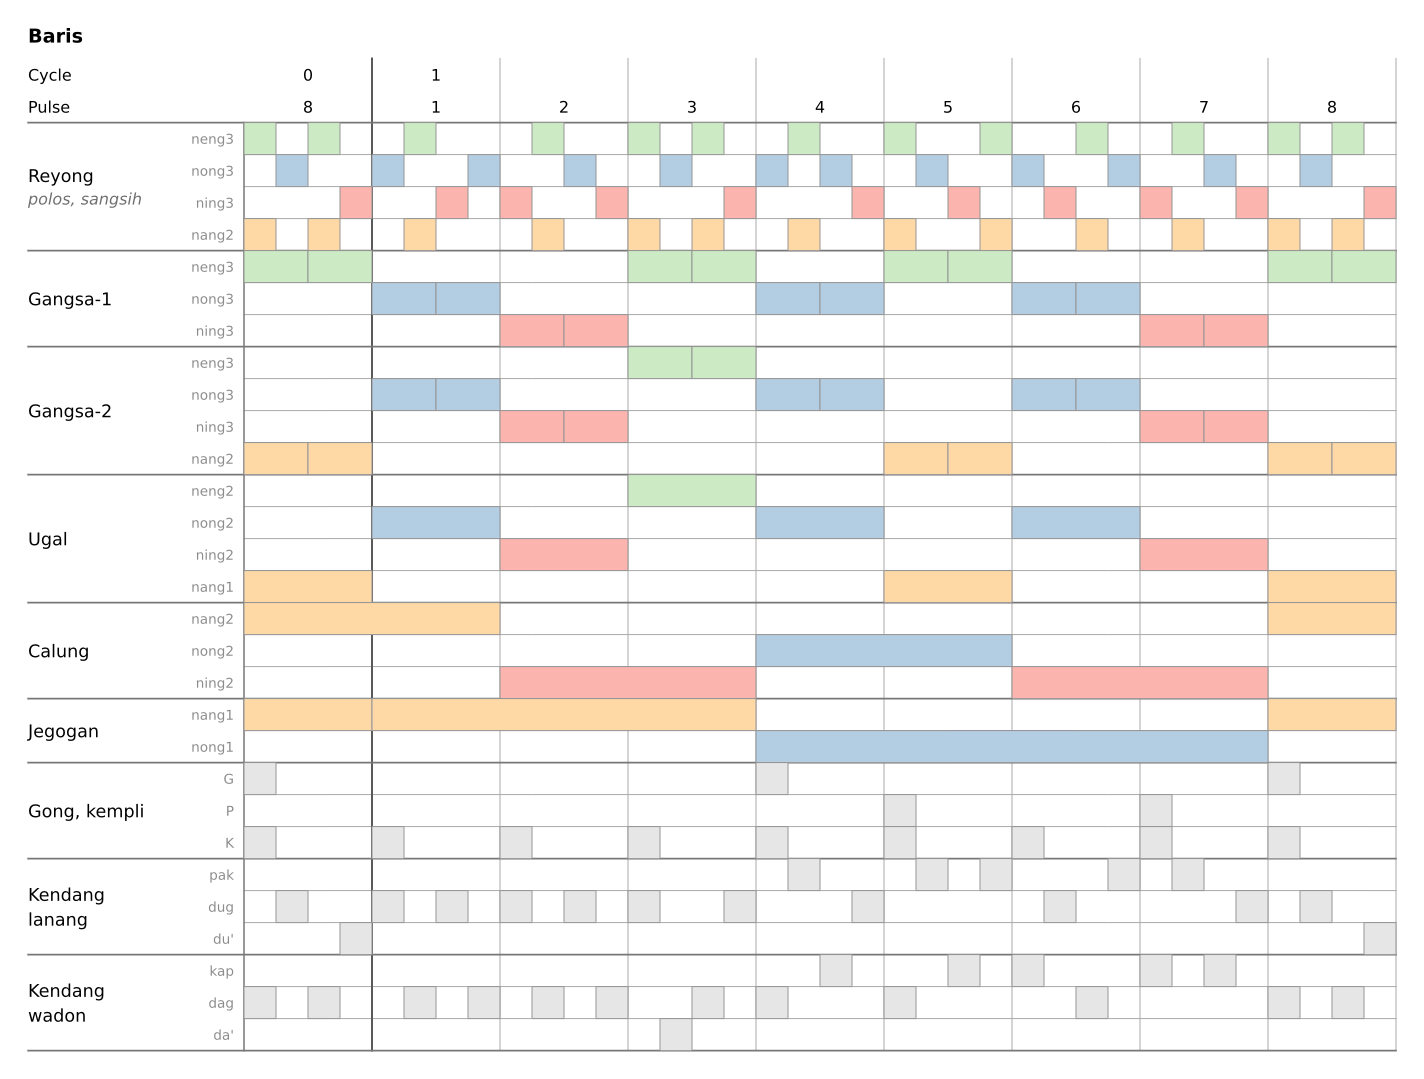 Baris
Cycle 0 1
Pulse 8 1 2 3 4 5 6 7 8
Reyong
polos, sangsih
neng3
nong3
ning3
nang2
Gangsa-1
neng3
nong3
ning3
Gangsa-2
neng3
nong3
ning3
nang2
Ugal
neng2
nong2
ning2
nang1
Calung
nang2
nong2
ning2
Jegogan
nang1
nong1
Gong, kempli
G
P
K
Kendang
lanang
pak
dug
du'
Kendang
wadon
kap
dag
da'